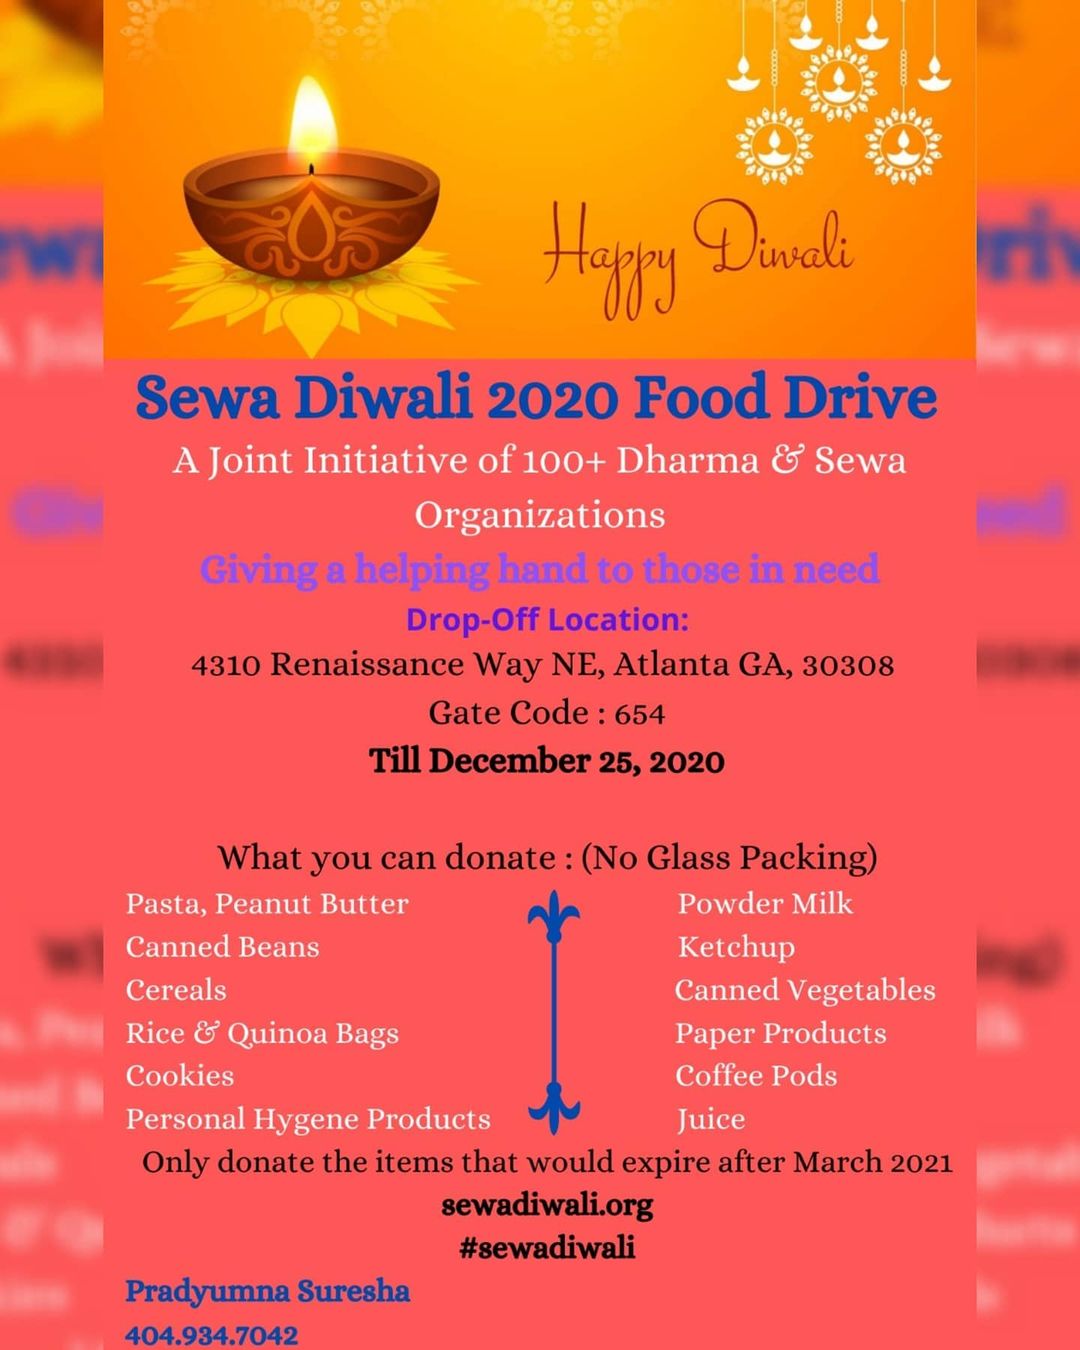 Happy Diwali
Sewa Diwali 2020 Food Drive
A Joint Initiative of 100+ Dharma & Sewa
Organizations
Giving a helping hand to those in need
Drop-Off Location:
4310 Renaissance Way NE, Atlanta GA, 30308
Gate Code : 654
Till December 25, 2020
What you can donate : (No Glass Packing)
Pasta, Peanut Butter
Canned Beans
Cereals
Rice & Quinoa Bags
Cookies
Personal Hygene Products
Powder Milk
Ketchup
Canned Vegetables
Paper Products
Coffee Pods
Juice
Only donate the items that would expire after March 2021
sewadiwali.org
#sewadiwali
Pradyumna Suresha
404.934.7042